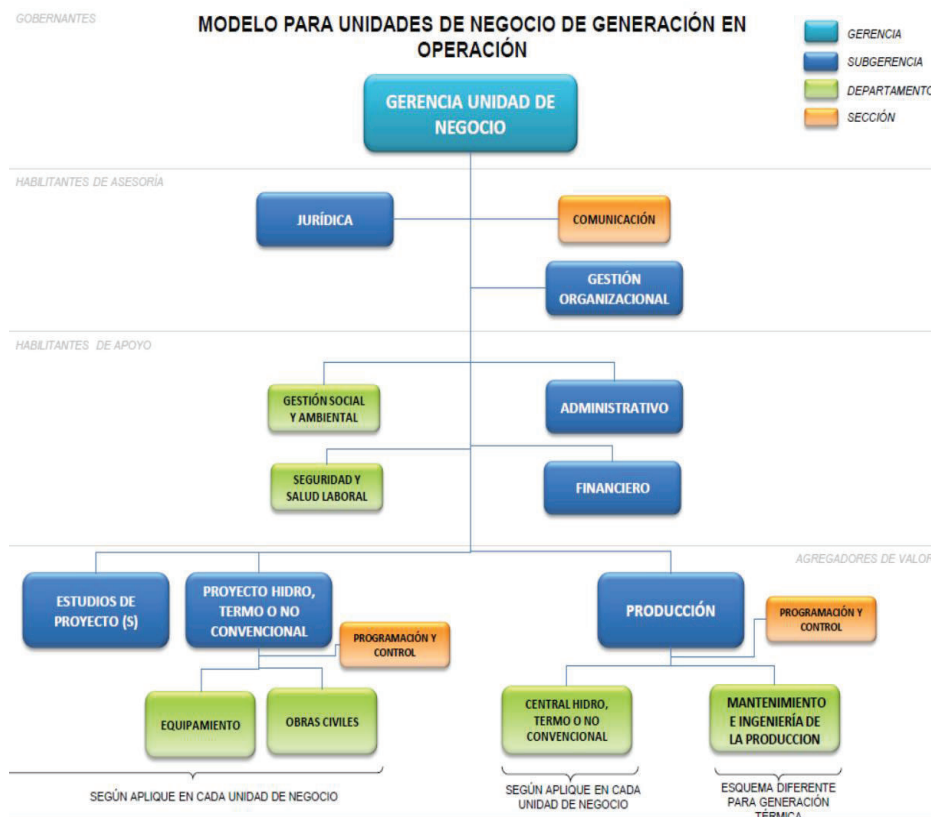 GOBERNANTES
MODELO PARA UNIDADES DE NEGOCIO DE GENERACIÓN EN
OPERACIÓN
GERENCIA
SUBGERENCIA
DEPARTAMENTO
SECCIÓN
GERENCIA UNIDAD DE
NEGOCIO
HABILITANTES DE ASESORÍA
JURÍDICA
COMUNICACIÓN
GESTIÓN
ORGANIZACIONAL
HABILITANTES DE APOYO
GESTIÓN SOCIAL
Y AMBIENTAL
ADMINISTRATIVO
SEGURIDAD Y
SALUD LABORAL
FINANCIERO
AGREGADORES DE VALOR
ESTUDIOS DE
PROYECTO (S)
PROYECTO HIDRO,
TERMO O NO
CONVENCIONAL
PROGRAMACIÓN Y
CONTROL
PRODUCCIÓN
PROGRAMACIÓN Y
CONTROL
EQUIPAMIENTO
OBRAS CIVILES
CENTRAL HIDRO,
TERMO O NO
CONVENCIONAL
MANTENIMIENTO
E INGENIERÍA DE
LA PRODUCCION
SEGÚN APLIQUE EN CADA UNIDAD DE NEGOCIO
SEGÚN APLIQUE EN CADA
UNIDAD DE NEGOCIO
ESQUEMA DIFERENTE
PARA GENERACIÓN
TÉRMICA